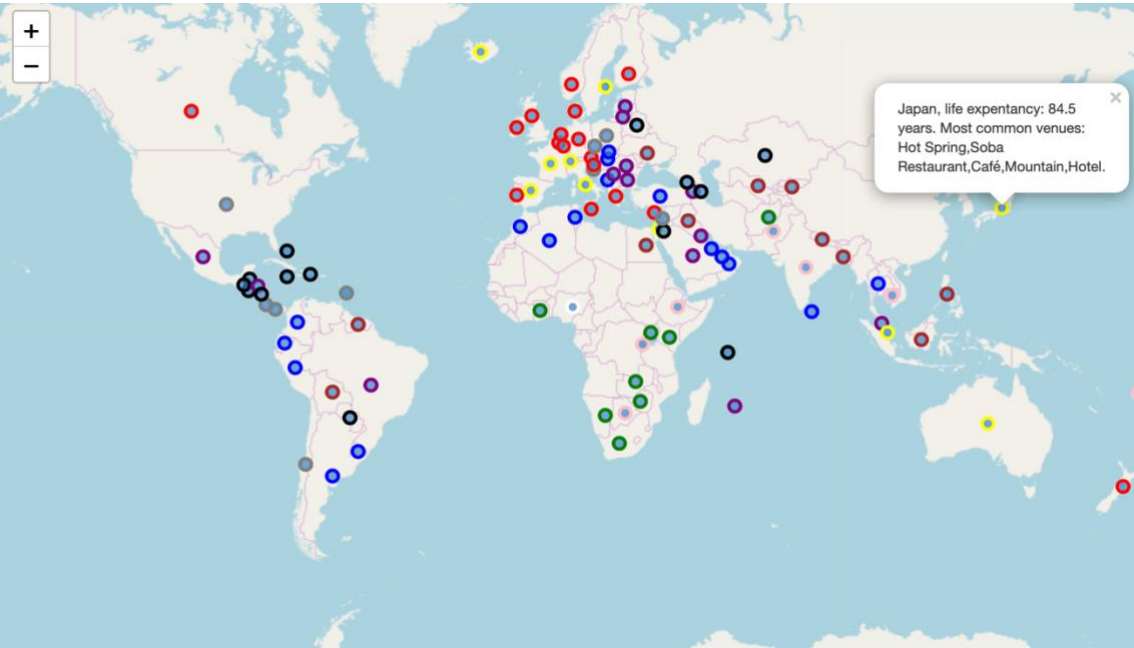 +
−
×
Japan, life expentancy: 84.5
years. Most common venues:
Hot Spring,Soba
Restaurant,Café,Mountain,Hotel.